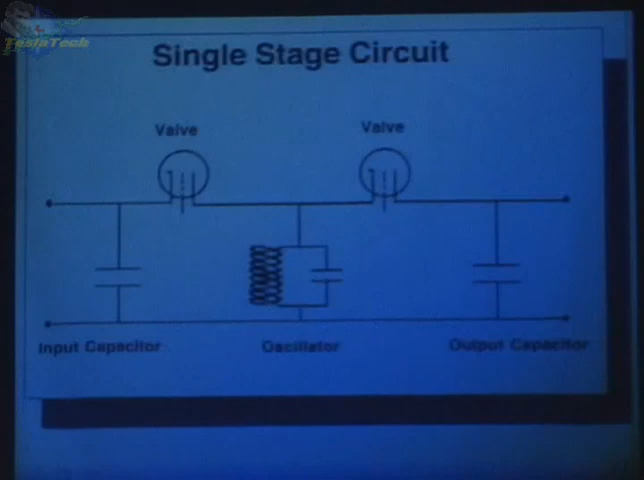 TeslaTech
Single Stage Circuit
Valve
Valve
Input Capacitor
Oscillator
Output Capacitor